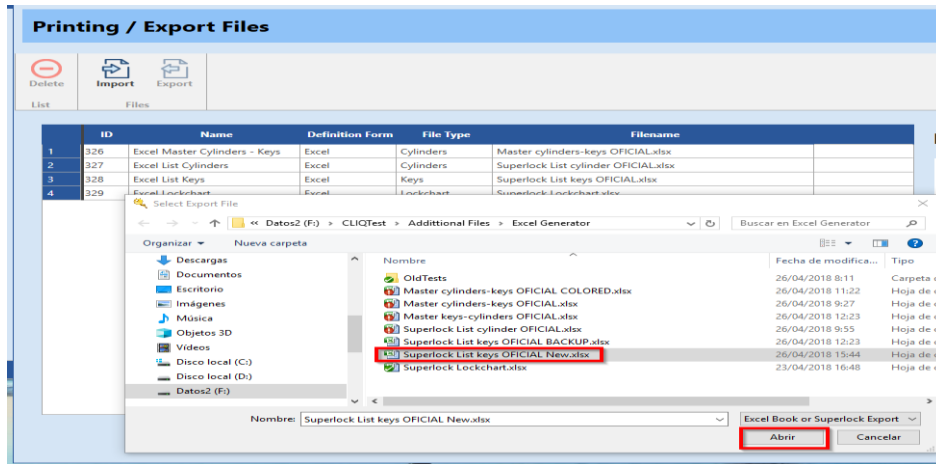 Printing / Export Files
Delete
Import
Export
List
Files
ID Name Definition Form File Type Filename
1 326 Excel Master Cylinders - Keys Excel Cylinders Master cylinders-keys OFICIAL.xlsx
2 327 Excel List Cylinders Excel Cylinders Superlock List cylinder OFICIAL.xlsx
3 328 Excel List Keys Excel Keys Superlock List keys OFICIAL.xlsx
4 329 Excel Lockchart Excel Lockchart Superlock Lockchart.xlsx
Select Export File
« Datos2 (F:) > CLIQTest > Addittional Files > Excel Generator
Buscar en Excel Generator
Organizar
Nueva carpeta
Descargas
Documentos
Escritorio
Imágenes
Música
Objetos 3D
Vídeos
Disco local (C:)
Disco local (D:)
Datos2 (F:)
Nombre Fecha de modifica... Tipo
OldTests 26/04/2018 8:11 Carpeta
Master cylinders-keys OFICIAL COLORED.xlsx 26/04/2018 11:22 Hoja de
Master cylinders-keys OFICIAL.xlsx 26/04/2018 9:27 Hoja de
Master keys-cylinders OFICIAL.xlsx 26/04/2018 12:23 Hoja de
Superlock List cylinder OFICIAL.xlsx 26/04/2018 9:55 Hoja de
Superlock List keys OFICIAL BACKUP.xlsx 26/04/2018 12:23 Hoja de
Superlock List keys OFICIAL New.xlsx 26/04/2018 15:44 Hoja de
Superlock Lockchart.xlsx 23/04/2018 16:48 Hoja de
Nombre: Superlock List keys OFICIAL New.xlsx
Excel Book or Superlock Export
Abrir
Cancelar